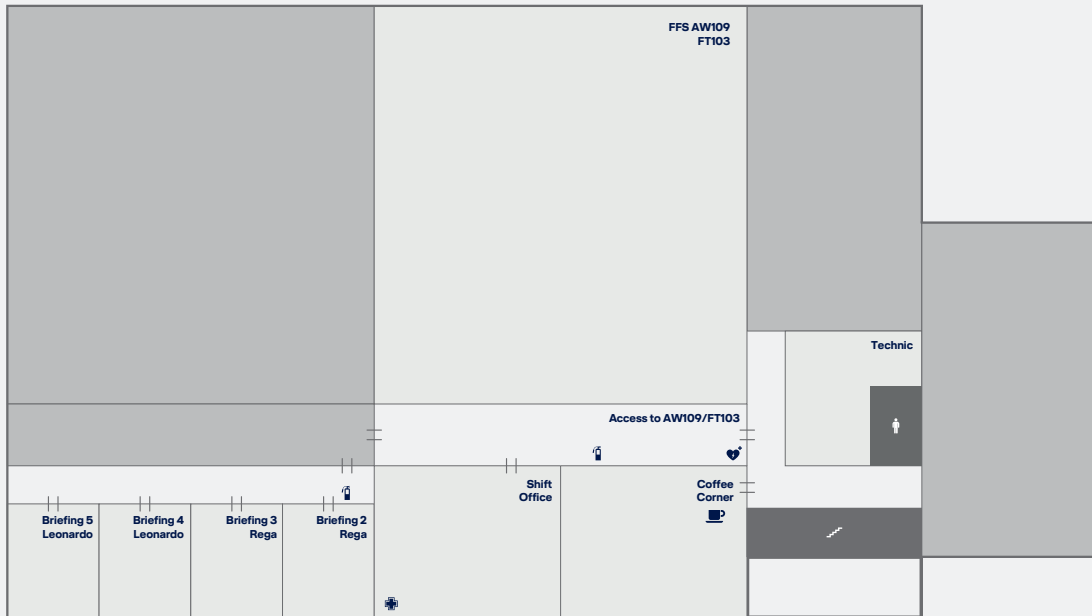 FFS AW109
FT103
Technic
Access to AW109/FT103
Shift
Office
Coffee
Corner
Briefing 5
Leonardo
Briefing 4
Leonardo
Briefing 3
Rega
Briefing 2
Rega